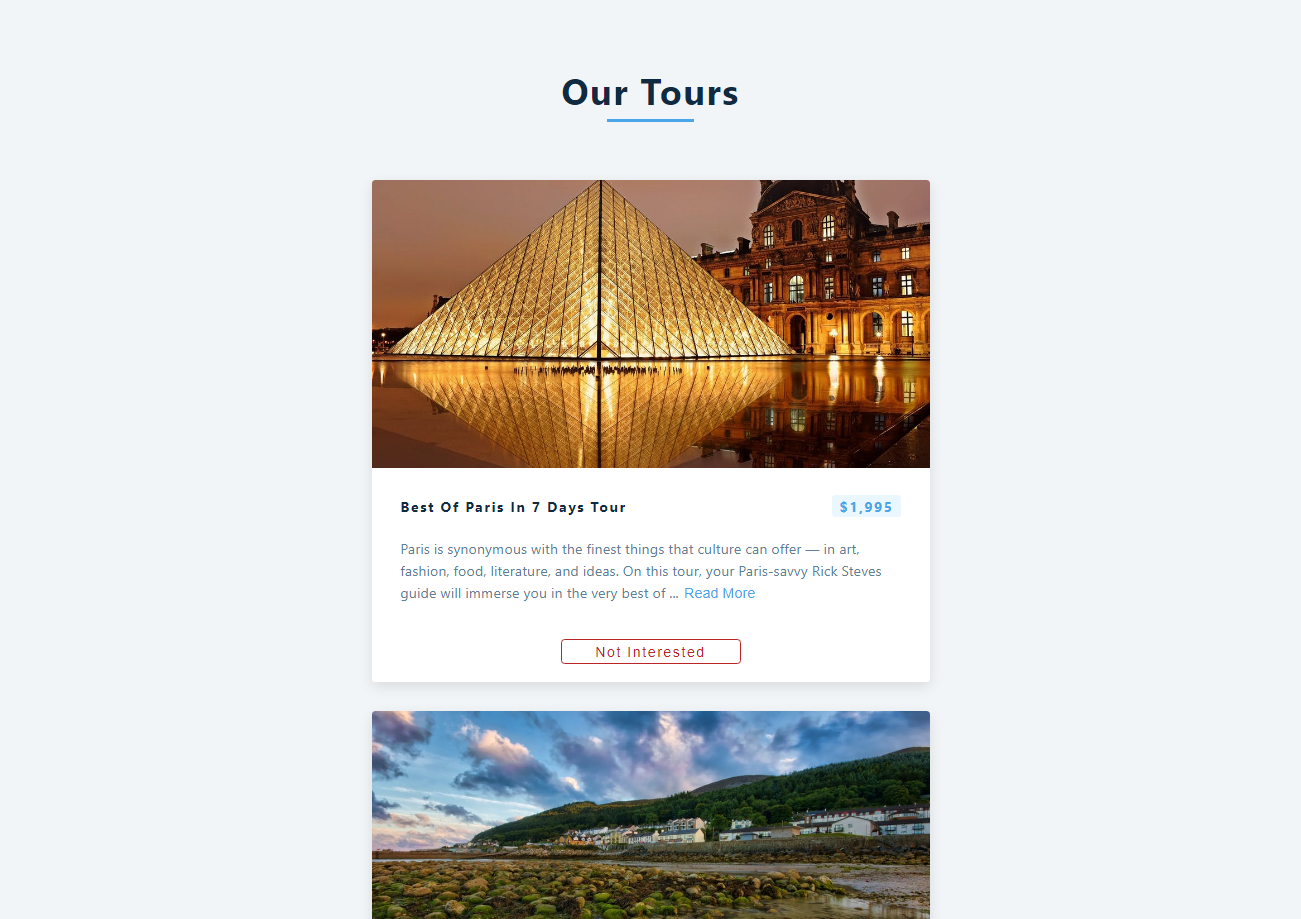 Our Tours
Best Of Paris In 7 Days Tour
$1,995
Paris is synonymous with the finest things that culture can offer — in art,
fashion, food, literature, and ideas. On this tour, your Paris-savvy Rick Steves
guide will immerse you in the very best of ... Read More
Not Interested